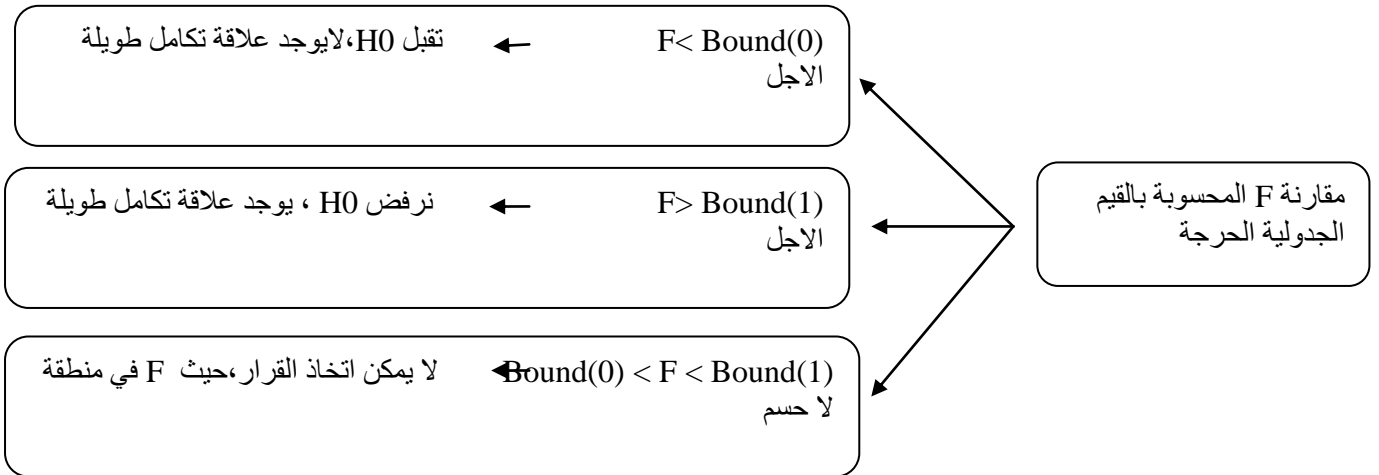 مقارنة F المحسوبة بالقيم
الجدولية الحرجة
F< Bound(0) تقبل H0،لايوجد علاقة تكامل طويلة
الاجل
F> Bound(1) نرفض H0 ، يوجد علاقة تكامل طويلة
الاجل
Bound(0) < F < Bound(1) لا يمكن اتخاذ القرار،حيث F في منطقة
لا حسم